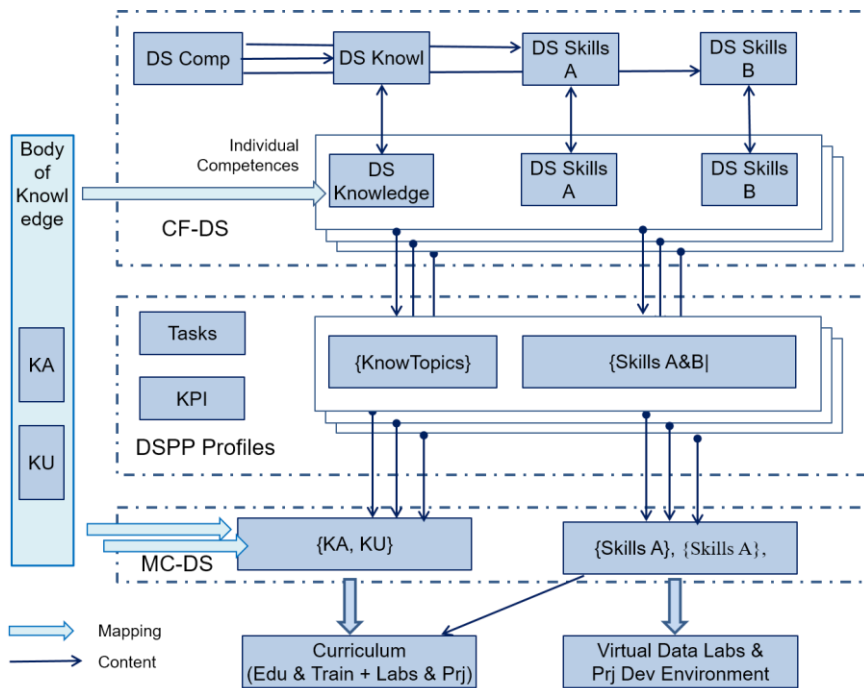 DS Comp
DS Knowl
DS Skills
A
DS Skills
B
Body
of
Knowl
edge
Individual
Competences
DS
Knowledge
DS Skills
A
DS Skills
B
CF-DS
KA
KU
Tasks
KPI
{KnowTopics}
{Skills A&B|
DSPP Profiles
{KA, KU}
{Skills A}, {Skills A},
MC-DS
Mapping
Content
Curriculum
(Edu & Train + Labs & Prj)
Virtual Data Labs &
Prj Dev Environment